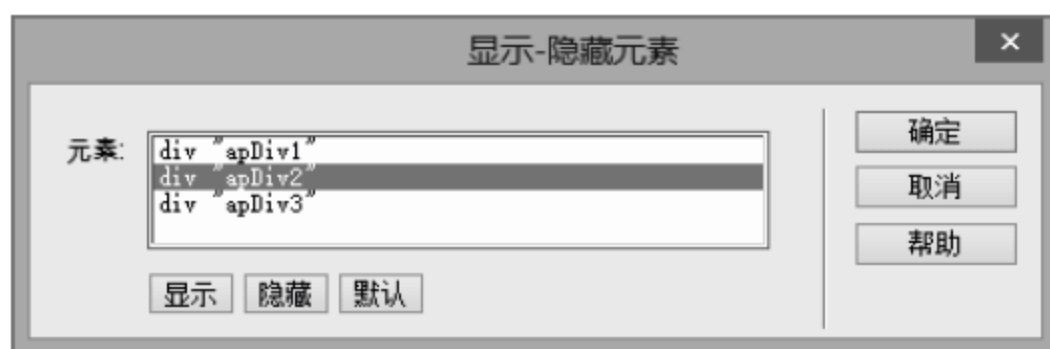 显示-隐藏元素
元素:
div "apDiv1"
div "apDiv2"
div "apDiv3"
显示 隐藏 默认
确定
取消
帮助